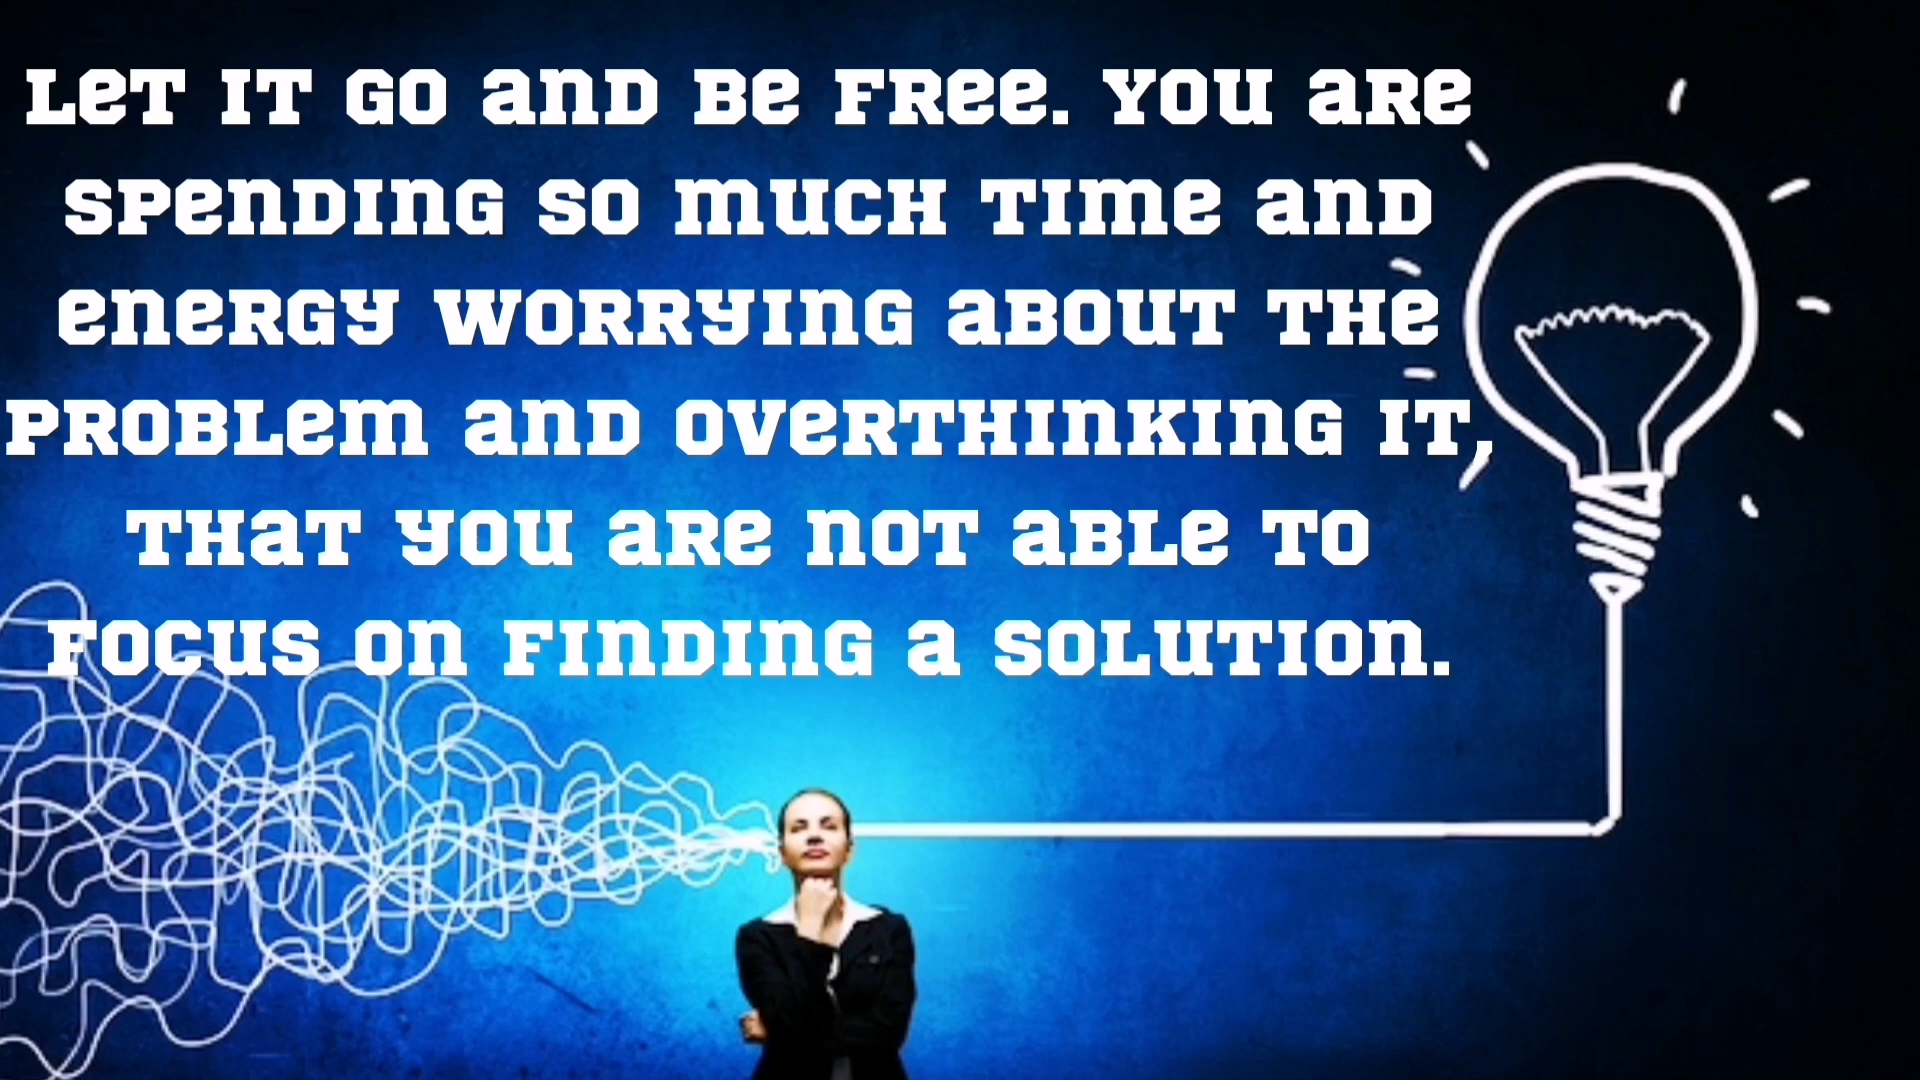 LET IT GO AND BE FREE. YOU ARE
SPENDING SO MUCH TIME AND
ENERGY WORRYING ABOUT THE
PROBLEM AND OVERTHINKING IT,
THAT YOU ARE NOT ABLE TO
FOCUS ON FINDING A SOLUTION.